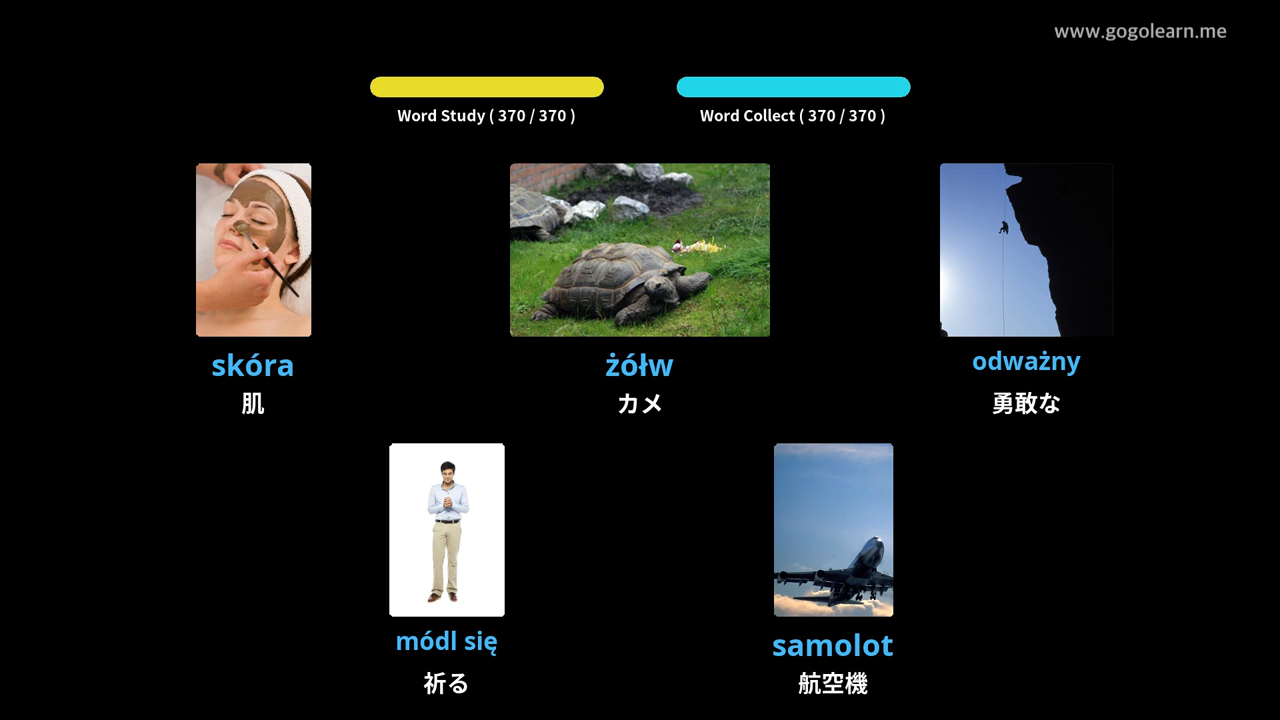 www.gogolearn.me
Word Study ( 370 / 370 )
Word Collect ( 370 / 370 )
skóra
肌
żółw
カメ
odważny
勇敢な
módl się
祈る
samolot
航空機